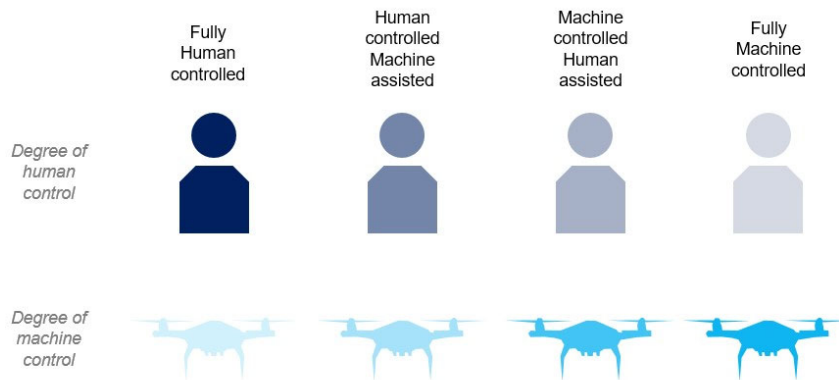 Fully
Human
controlled
Human
controlled
Machine
assisted
Machine
controlled
Human
assisted
Fully
Machine
controlled
Degree of
human
control
Degree of
machine
control